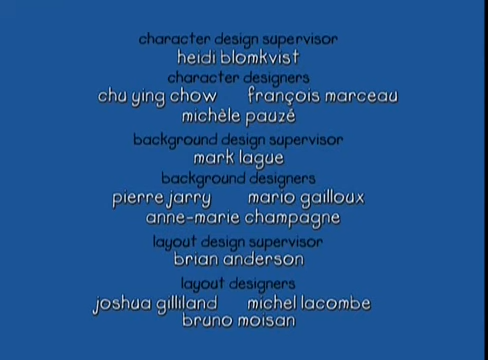 character design supervisor
heidi blomkvist
character designers
chu ying chow françois marceau
michèle pauzé
background design supervisor
mark lague
background designers
pierre jarry mario gailloux
anne-marie champagne
layout design supervisor
brian anderson
layout designers
joshua gilliland michel lacombe
bruno moisan